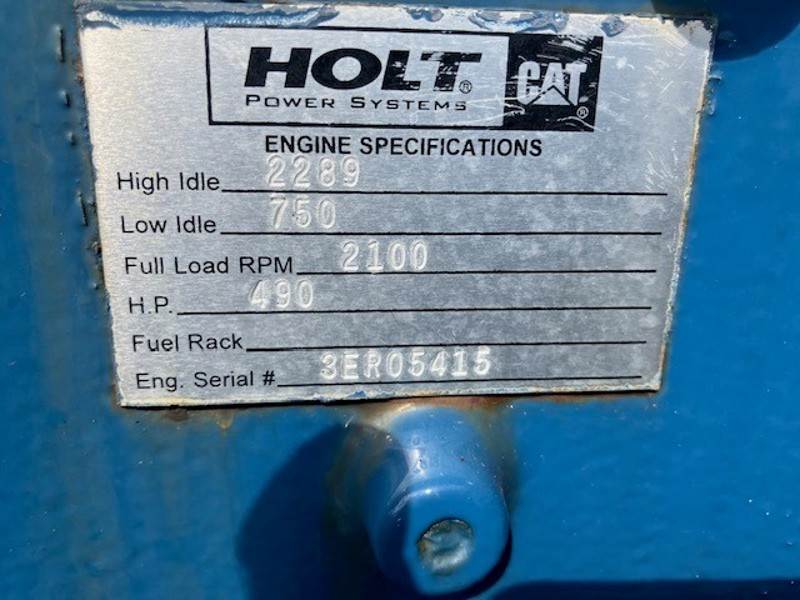 HOLT® CAT®
POWER SYSTEMS
ENGINE SPECIFICATIONS
High Idle 2289
Low Idle 750
Full Load RPM 2100
H.P. 490
Fuel Rack
Eng. Serial # 3ER05415